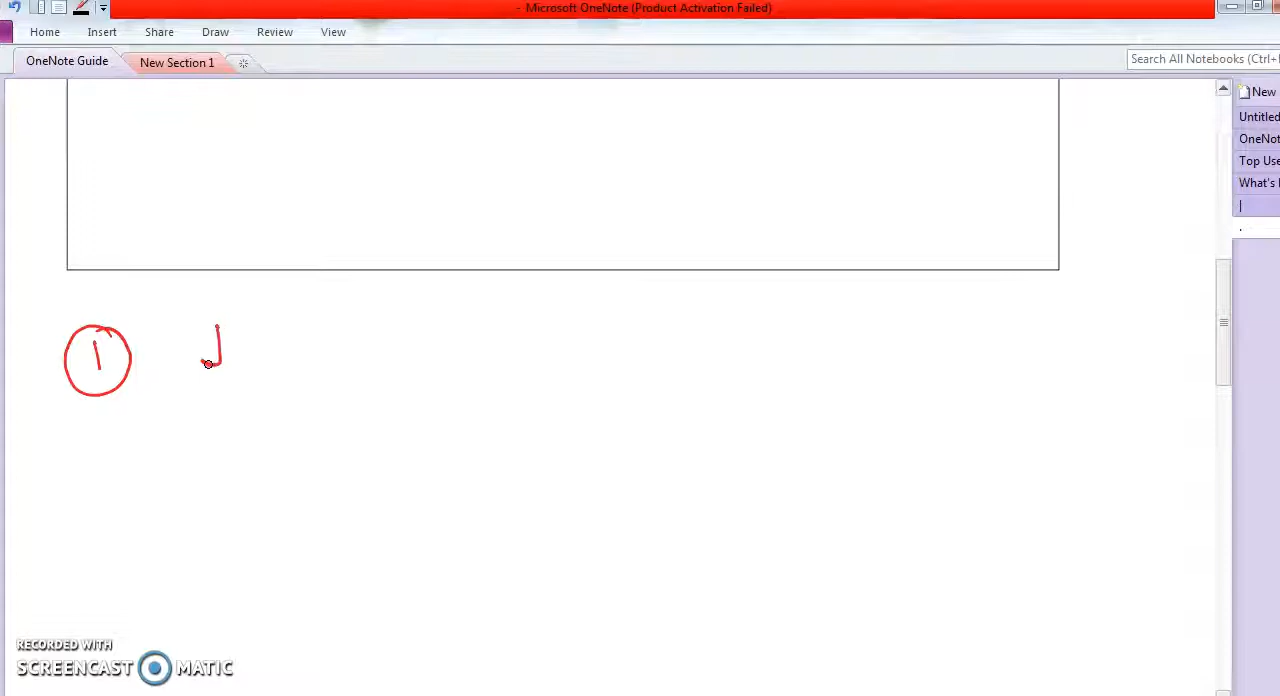 - Microsoft OneNote (Product Activation Failed)
Home Insert Share Draw Review View
OneNote Guide New Section 1
Search All Notebooks (Ctrl+
New
Untitled
OneNot
Top Use
What's
1 J
RECORDED WITH
SCREENCAST MATIC